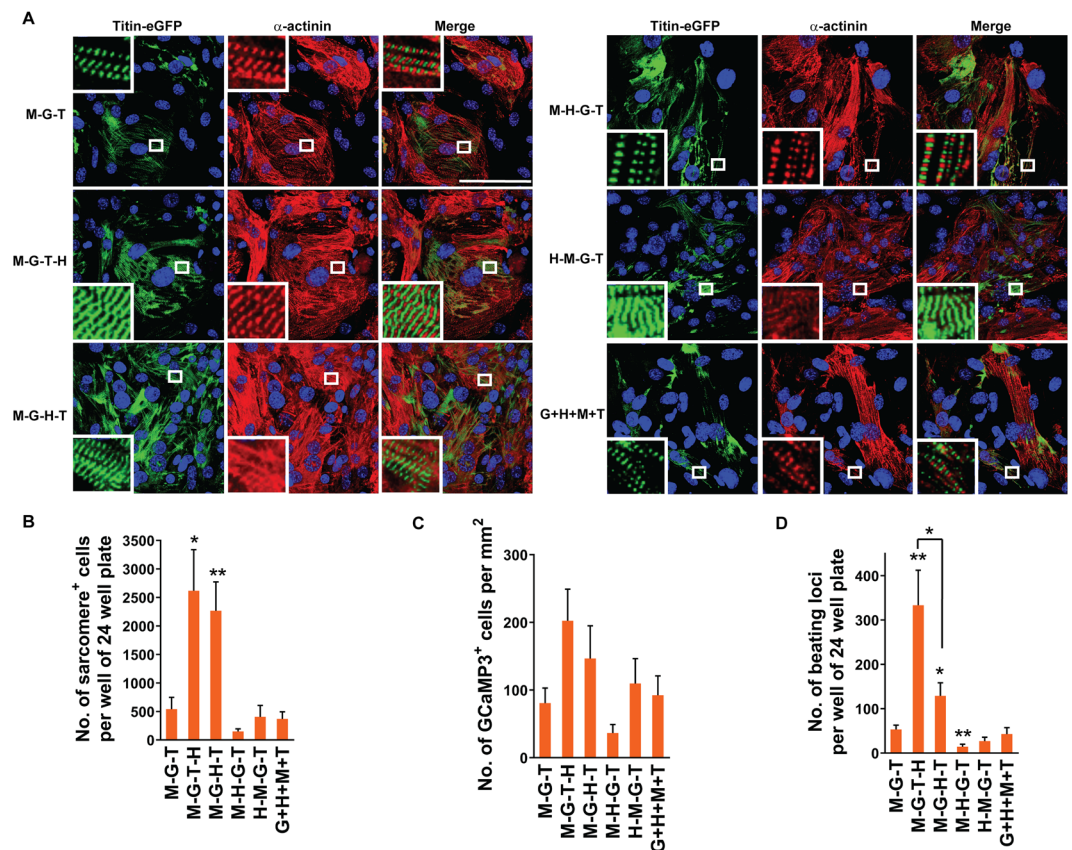 A
Titin-eGFP
α-actinin
Merge
M-G-T
M-G-T-H
M-G-H-T
Titin-eGFP
α-actinin
Merge
M-H-G-T
H-M-G-T
G+H+M+T
B
No. of sarcomere+ cells
per well of 24 well plate
3500
3000
2500
2000
1500
1000
500
0
*
**
M-G-T
M-G-T-H
M-G-H-T
M-H-G-T
H-M-G-T
G+H+M+T
C
No. of GCaMP3+ cells per mm2
300
200
100
0
M-G-T
M-G-T-H
M-G-H-T
M-H-G-T
H-M-G-T
G+H+M+T
D
No. of beating loci
per well of 24 well plate
400
300
200
100
0
*
**
*
**
M-G-T
M-G-T-H
M-G-H-T
M-H-G-T
H-M-G-T
G+H+M+T